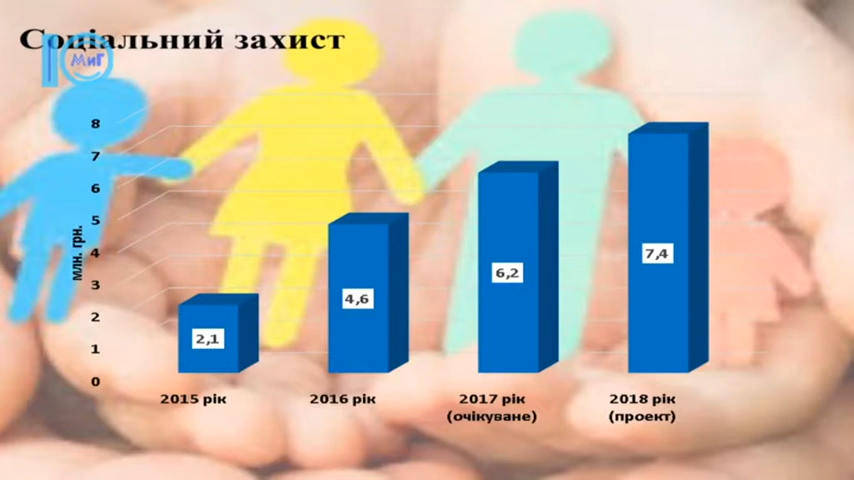 Соціальний захист
МиГ
млн. грн.
8
7
6
5
4
3
2
1
0
2,1
4,6
6,2
7,4
2015 рік
2016 рік
2017 рік
(очікуване)
2018 рік
(проект)